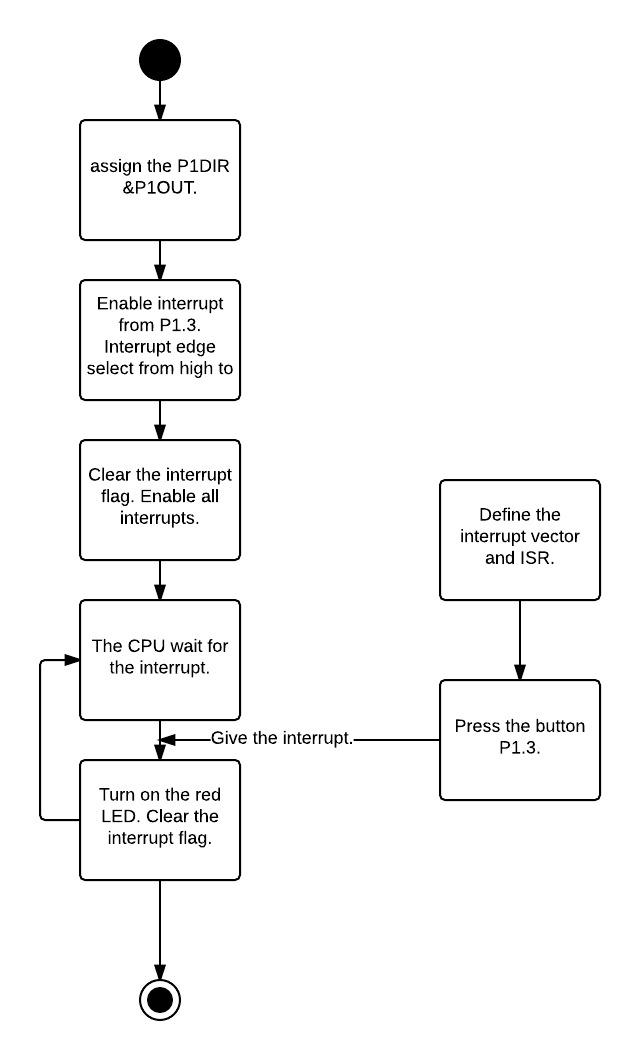 assign the P1DIR
&P1OUT.
Enable interrupt
from P1.3.
Interrupt edge
select from high to
Clear the interrupt
flag. Enable all
interrupts.
Define the
interrupt vector
and ISR.
The CPU wait for
the interrupt.
Press the button
P1.3.
Give the interrupt.
Turn on the red
LED. Clear the
interrupt flag.